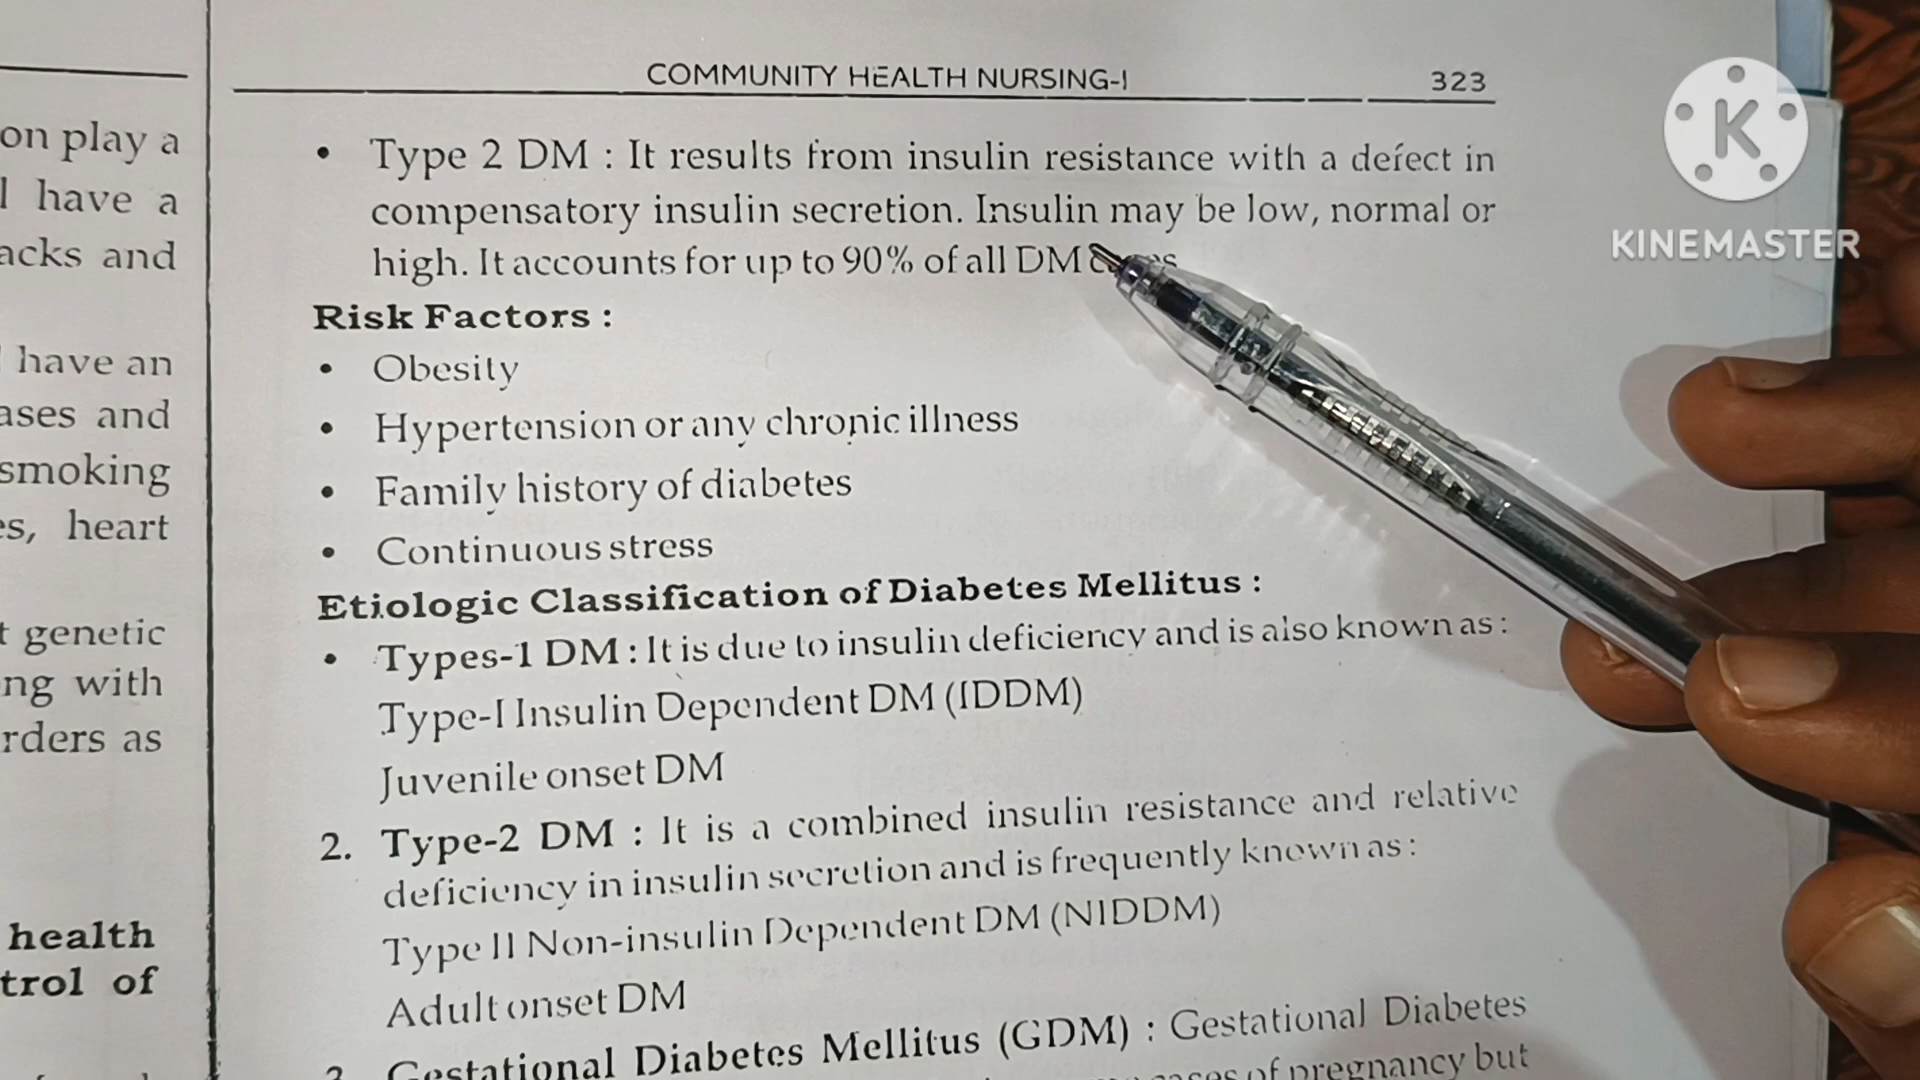 on play a
l have a
acks and
have an
ases and
smoking
es, heart
t genetic
ng with
rders as
health
trol of
COMMUNITY HEALTH NURSING-I 323
• Type 2 DM : It results from insulin resistance with a defect in
compensatory insulin secretion. Insulin may be low, normal or
high. It accounts for up to 90% of all DM
Risk Factors :
• Obesity
• Hypertension or any chronic illness
• Family history of diabetes
• Continuous stress
Etiologic Classification of Diabetes Mellitus :
• Types-1 DM : It is due to insulin deficiency and is also known as :
Type-I Insulin Dependent DM (IDDM)
Juvenile onset DM
2. Type-2 DM : It is a combined insulin resistance and relative
deficiency in insulin secretion and is frequently known as :
Type II Non-insulin Dependent DM (NIDDM)
Adult onset DM
Gestational Diabetes Mellitus (GDM) : Gestational Diabetes
of pregnancy but
K
KINEMASTER